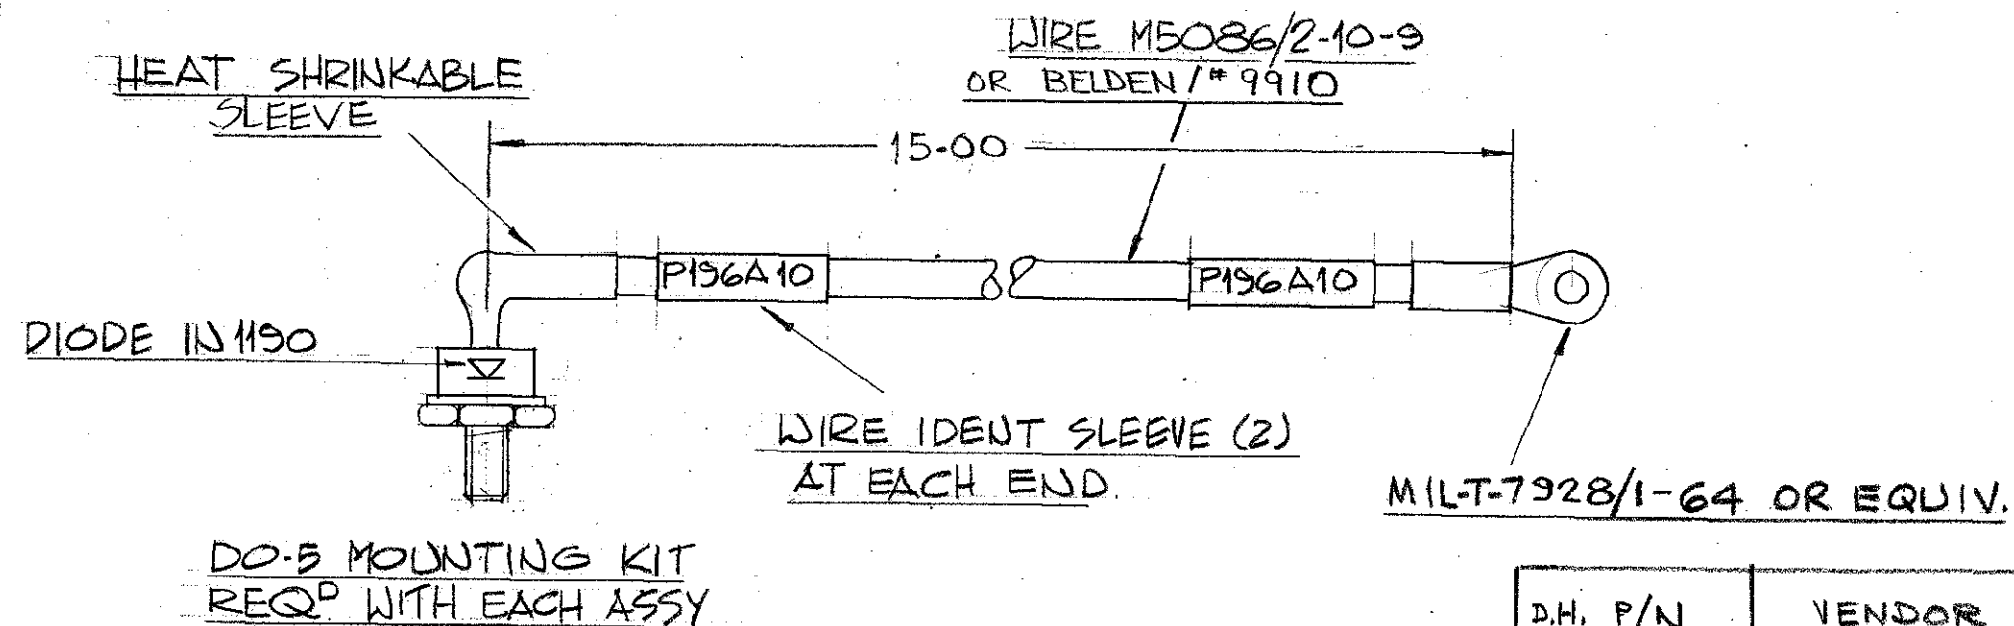 WIRE M5086/2-10-9
OR BELDEN/#9910
HEAT SHRINKABLE
SLEEVE
15.00
P196A10
P196A10
DIODE IN1190
WIRE IDENT SLEEVE (2)
AT EACH END.
MIL-T-7928/1-64 OR EQUIV.
DO-5 MOUNTING KIT
REQD WITH EACH ASSY
D.H. P/N VENDOR